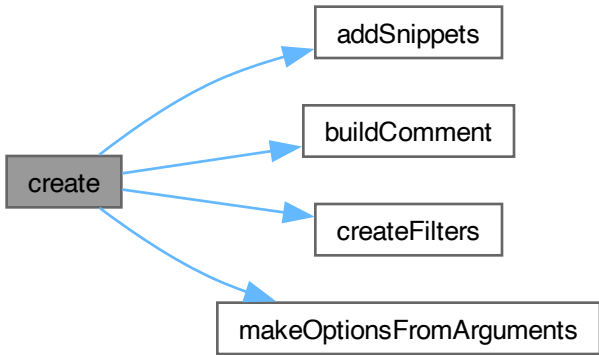 addSnippets
buildComment
create
createFilters
makeOptionsFromArguments